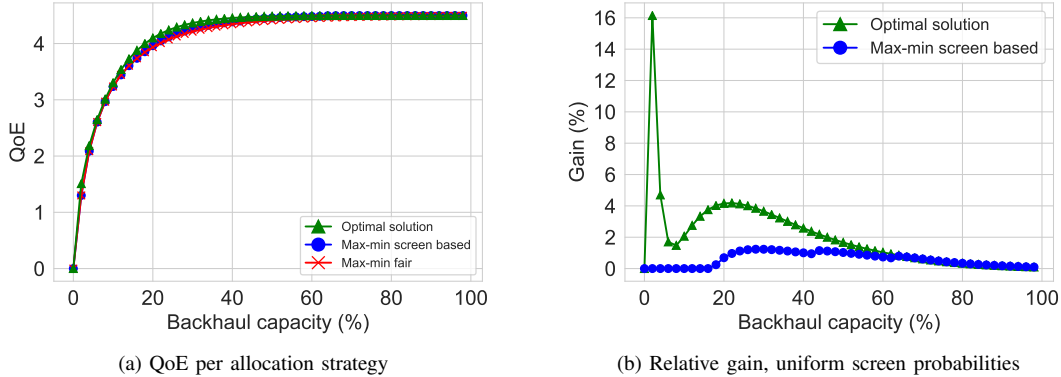 QoE
4
3
2
1
0
Optimal solution
Max-min screen based
Max-min fair
0 20 40 60 80 100
Backhaul capacity (%)
(a) QoE per allocation strategy
Gain (%)
16
14
12
10
8
6
4
2
0
Optimal solution
Max-min screen based
0 20 40 60 80 100
Backhaul capacity (%)
(b) Relative gain, uniform screen probabilities